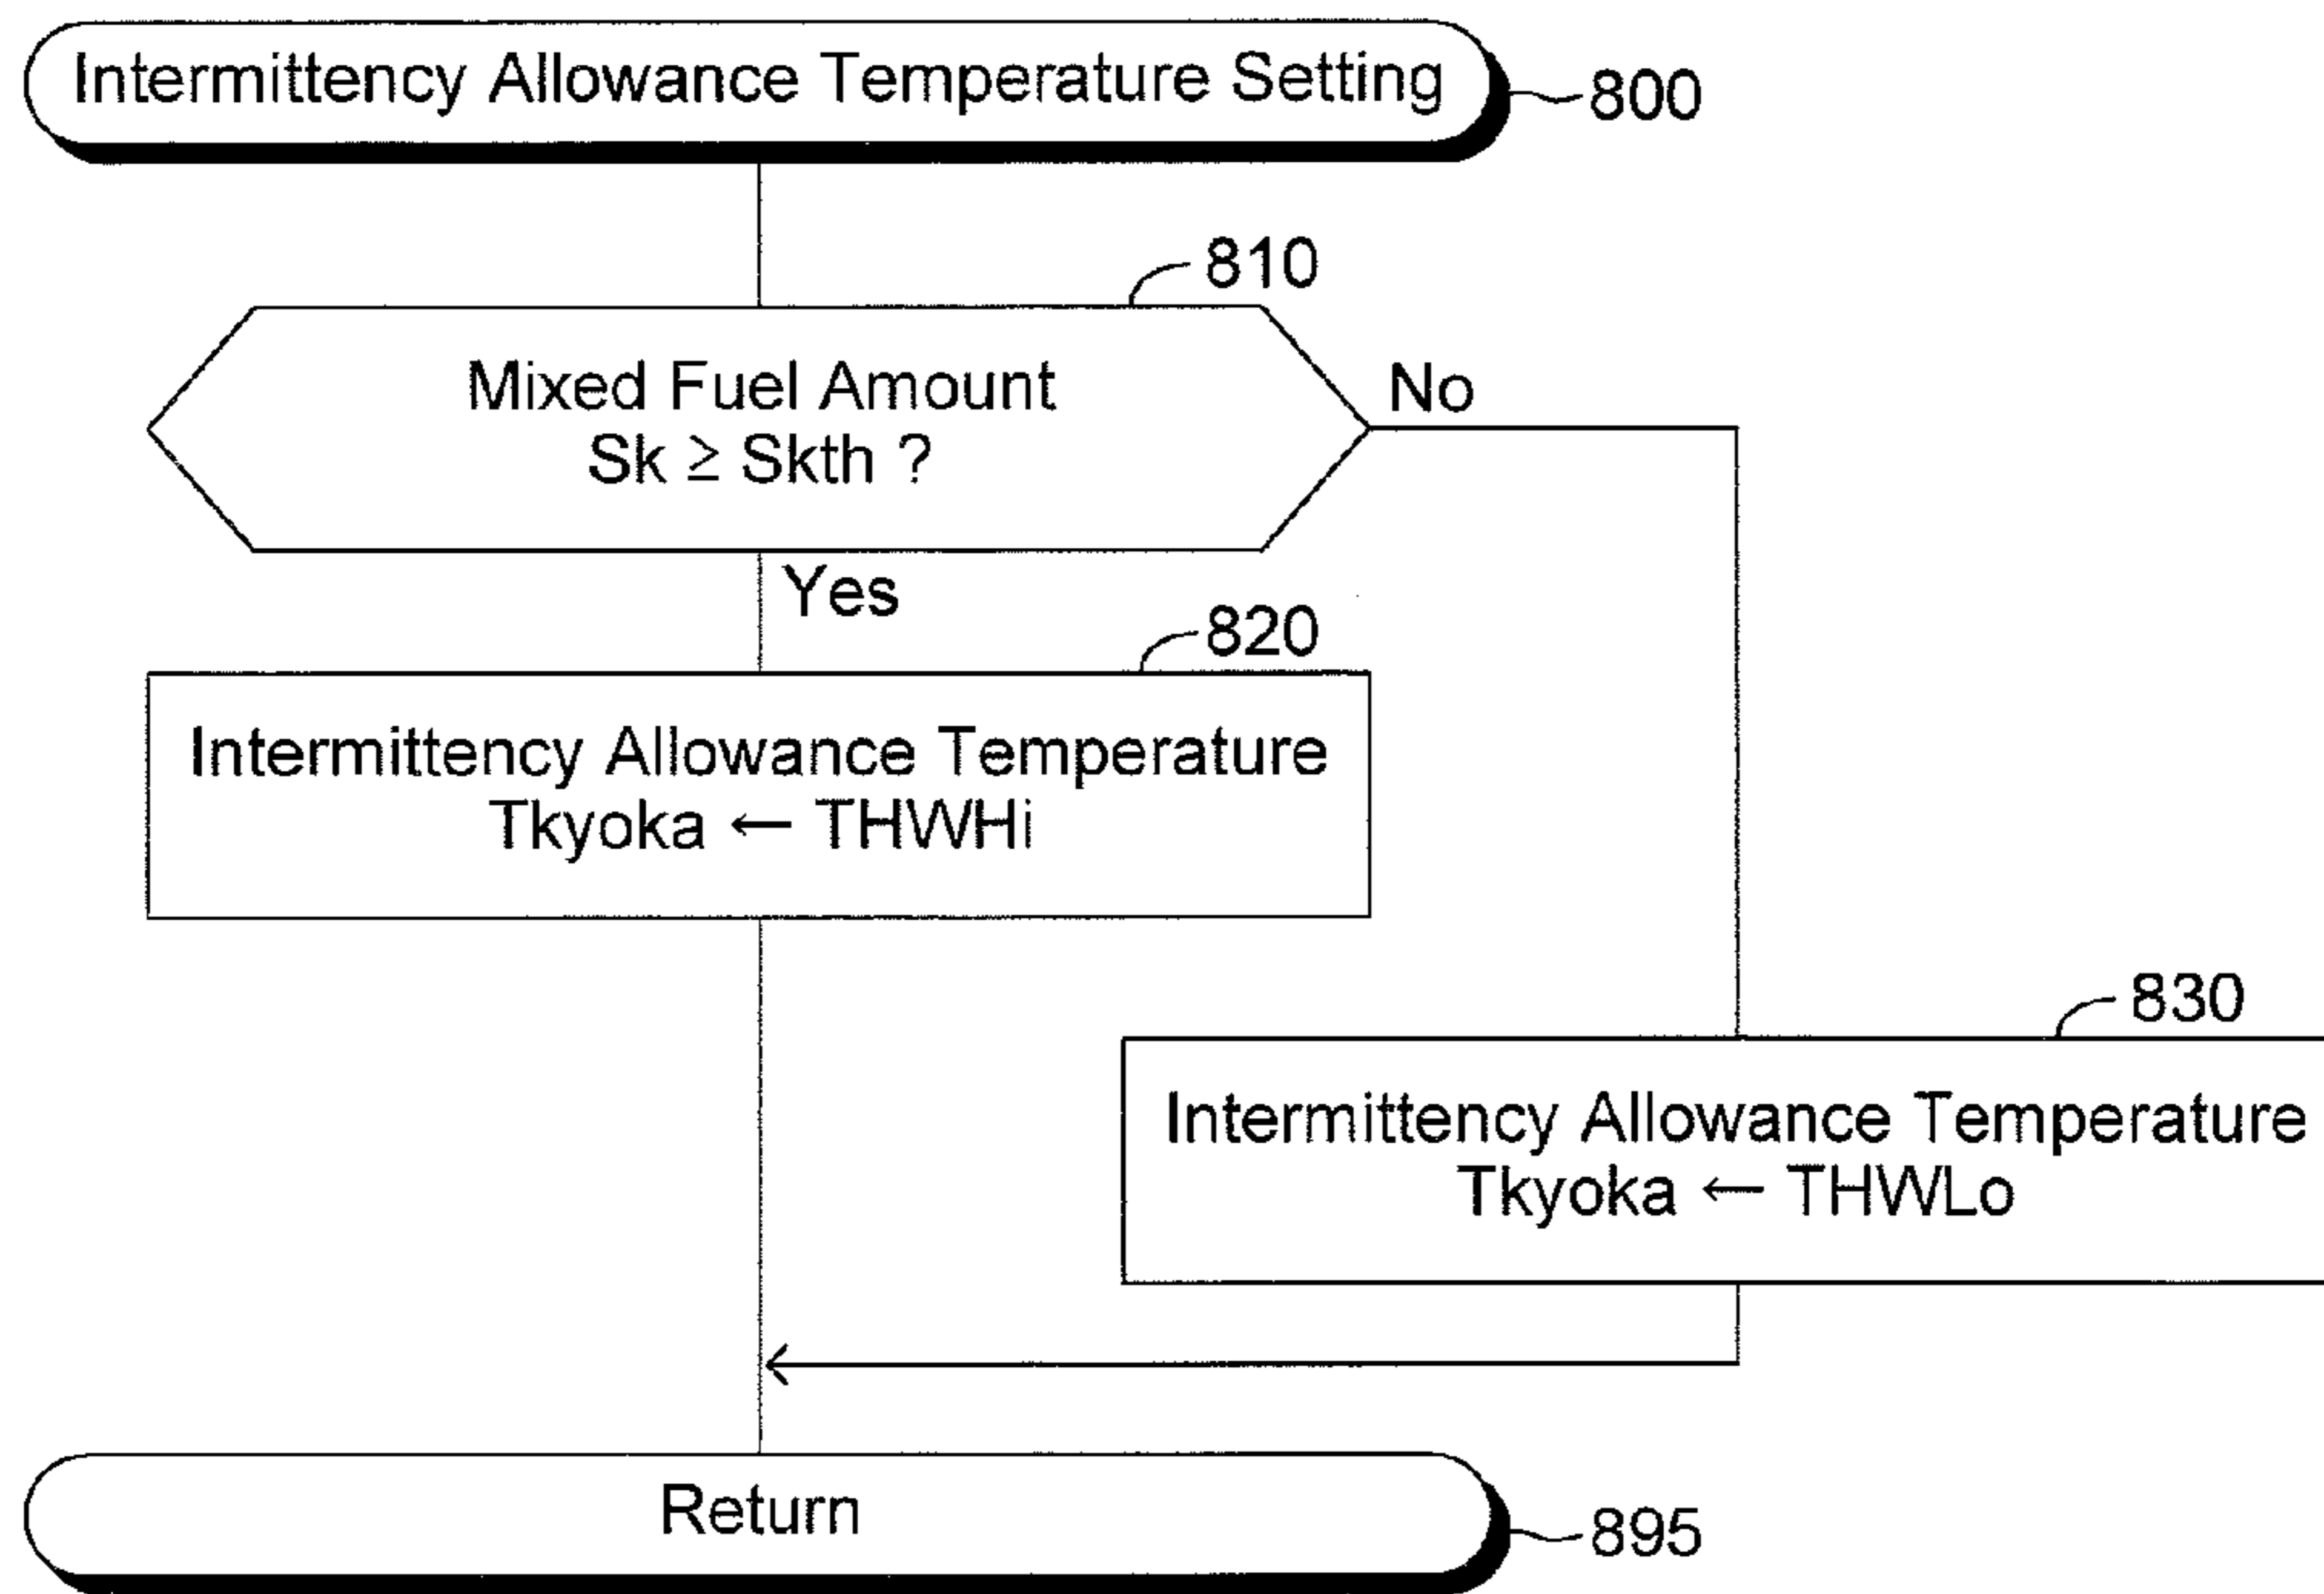 Intermittency Allowance Temperature Setting
800
810
Mixed Fuel Amount
Sk ≥ Skth ?
No
Yes
820
Intermittency Allowance Temperature
Tkyoka ← THWHi
830
Intermittency Allowance Temperature
Tkyoka ← THWLo
Return
895